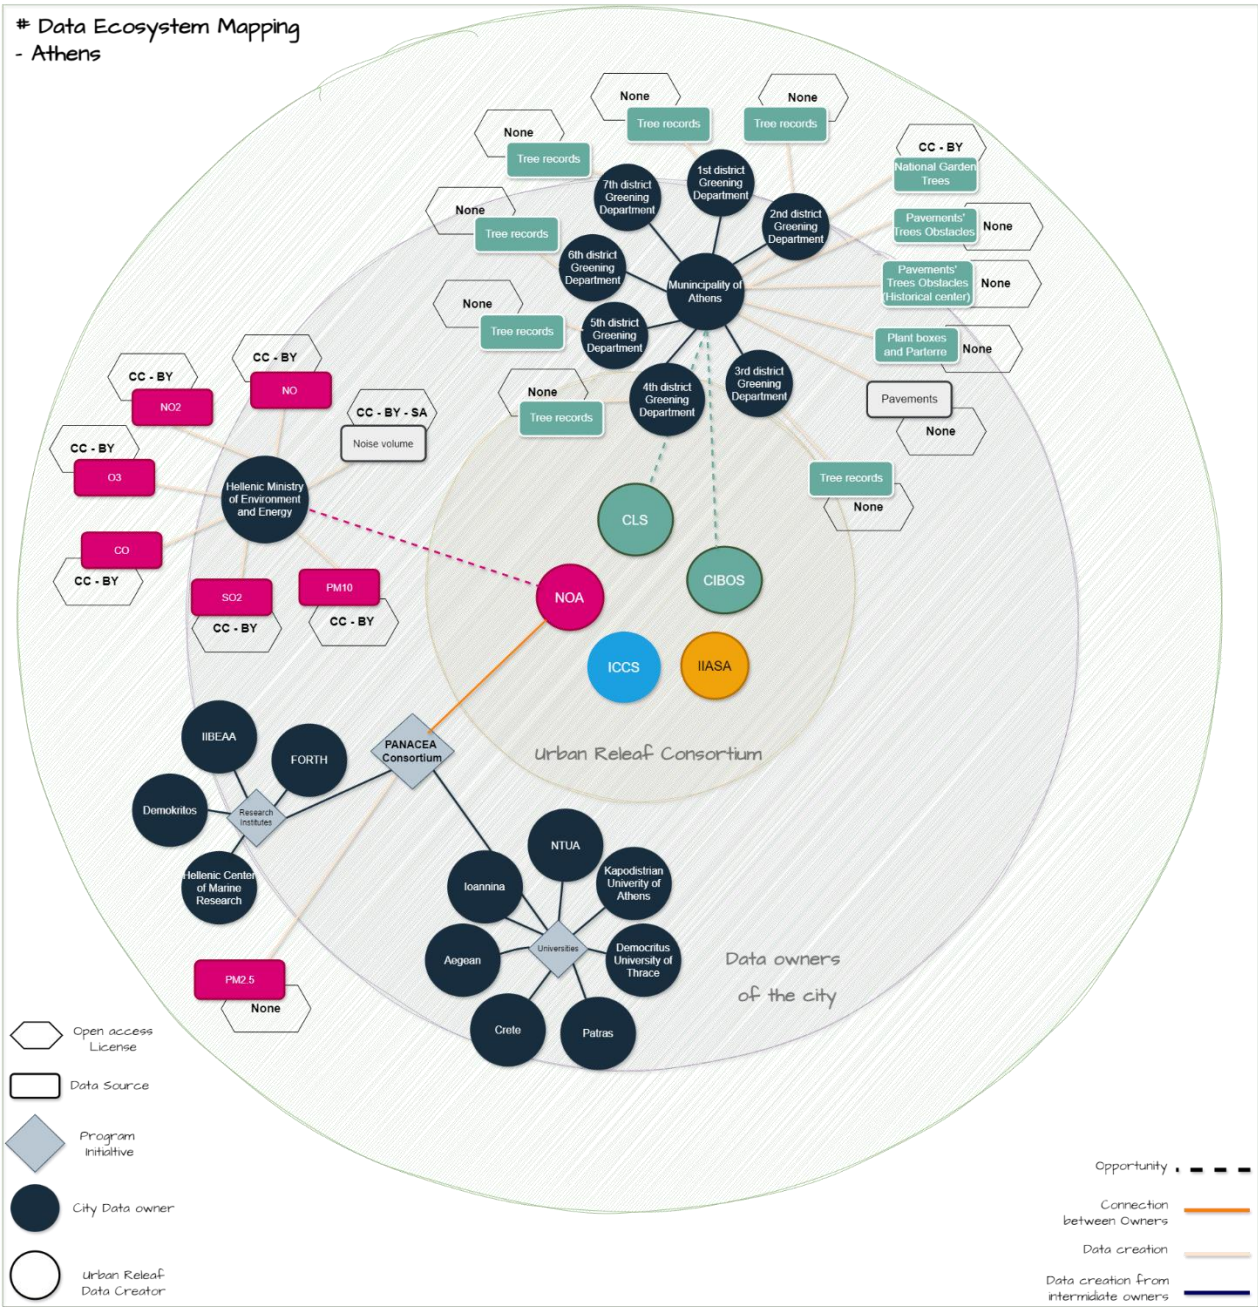 # Data Ecosystem Mapping
- Athens
None
Tree records
None
Tree records
None
Tree records
CC - BY
National Garden
Trees
None
Tree records
Pavements'
Trees Obstacles
None
Pavements'
Trees Obstacles
(Historical center)
None
Plant boxes
and Parterre
None
Pavements
None
None
Tree records
None
Tree records
Tree records
None
7th district
Greening
Department
1st district
Greening
Department
2nd district
Greening
Department
6th district
Greening
Department
Munincipality of
Athens
5th district
Greening
Department
4th district
Greening
Department
3rd district
Greening
Department
CC - BY
NO
CC - BY
NO2
CC - BY - SA
Noise volume
CC - BY
O3
Hellenic Ministry
of Environment
and Energy
CO
CC - BY
SO2
CC - BY
PM10
CC - BY
CLS
CIBOS
NOA
ICCS
IIASA
Urban Releaf Consortium
PANACEA
Consortium
IIBEAA
FORTH
Demokritos
Research
Institutes
Hellenic Center
of Marine
Research
NTUA
Ioannina
Kapodistrian
Univerity of
Athens
Aegean
Universities
Democritus
University of
Thrace
Crete
Patras
Data owners
of the city
PM2.5
None
Open access
License
Data Source
Program
Initialtive
City Data owner
Urban Releaf
Data Creator
Opportunity
Connection
between Owners
Data creation
Data creation from
intermidiate owners
None
Tree records